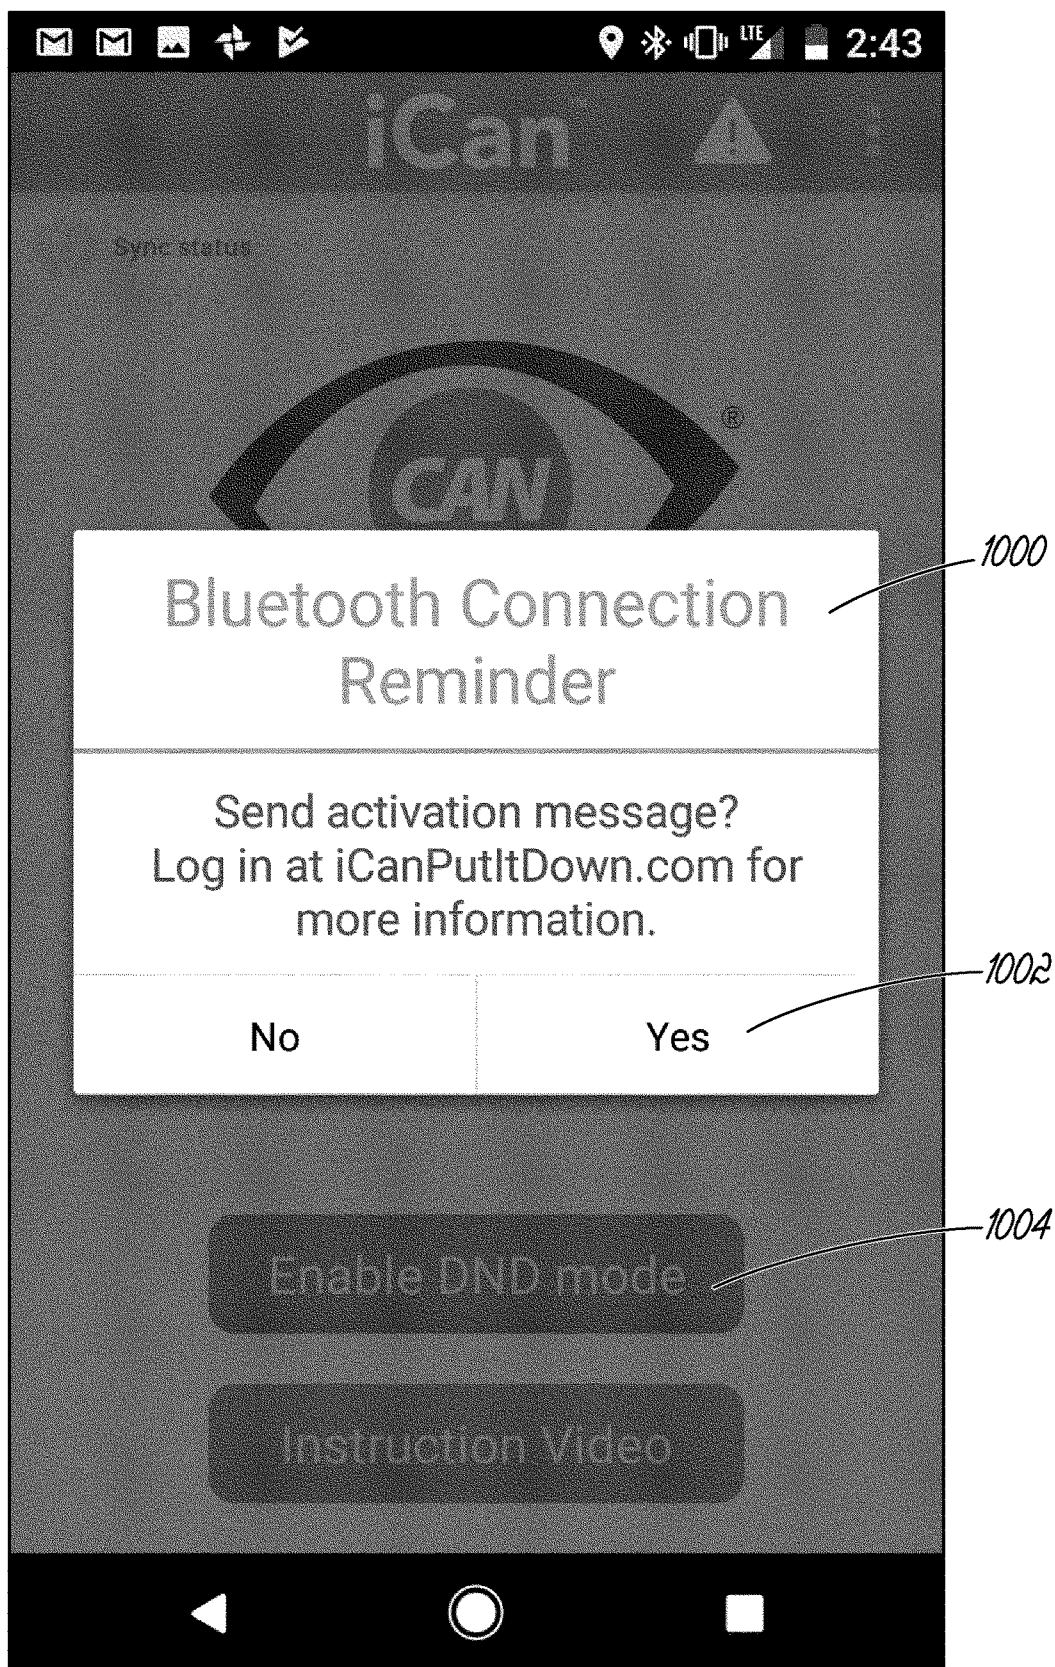 LTE 2:43
iCan
Sync status
®
CAN
Bluetooth Connection
Reminder
1000
Send activation message?
Log in at iCanPutItDown.com for
more information.
1002
No Yes
1004
Enable DND mode
Instruction Video